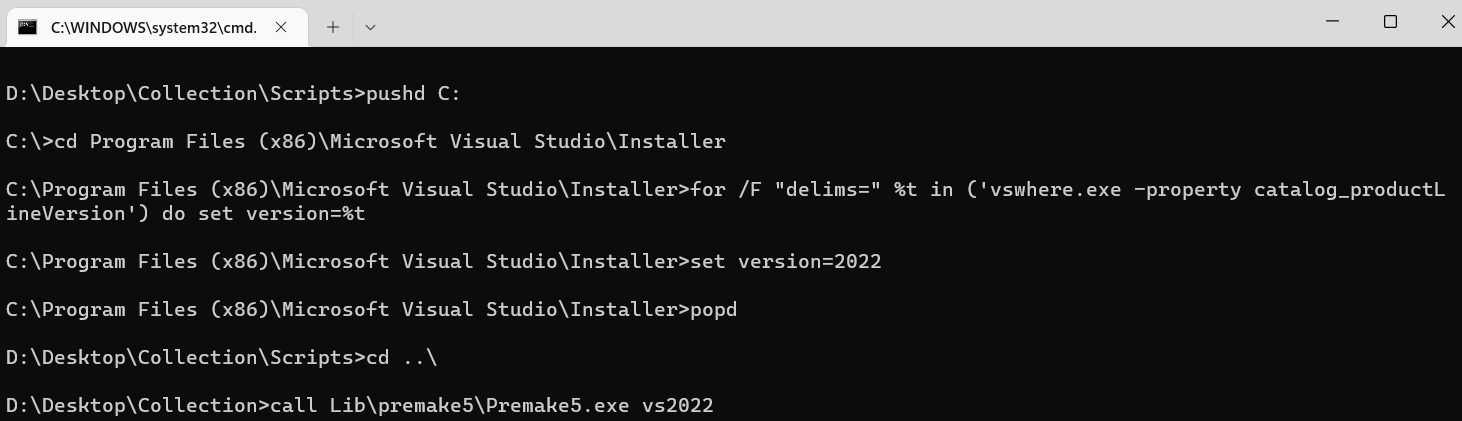 C:\WINDOWS\system32\cmd.
D:\Desktop\Collection\Scripts>pushd C:
C:\>cd Program Files (x86)\Microsoft Visual Studio\Installer
C:\Program Files (x86)\Microsoft Visual Studio\Installer>for /F "delims=" %t in ('vswhere.exe -property catalog_productL
ineVersion') do set version=%t
C:\Program Files (x86)\Microsoft Visual Studio\Installer>set version=2022
C:\Program Files (x86)\Microsoft Visual Studio\Installer>popd
D:\Desktop\Collection\Scripts>cd ..\
D:\Desktop\Collection>call Lib\premake5\Premake5.exe vs2022